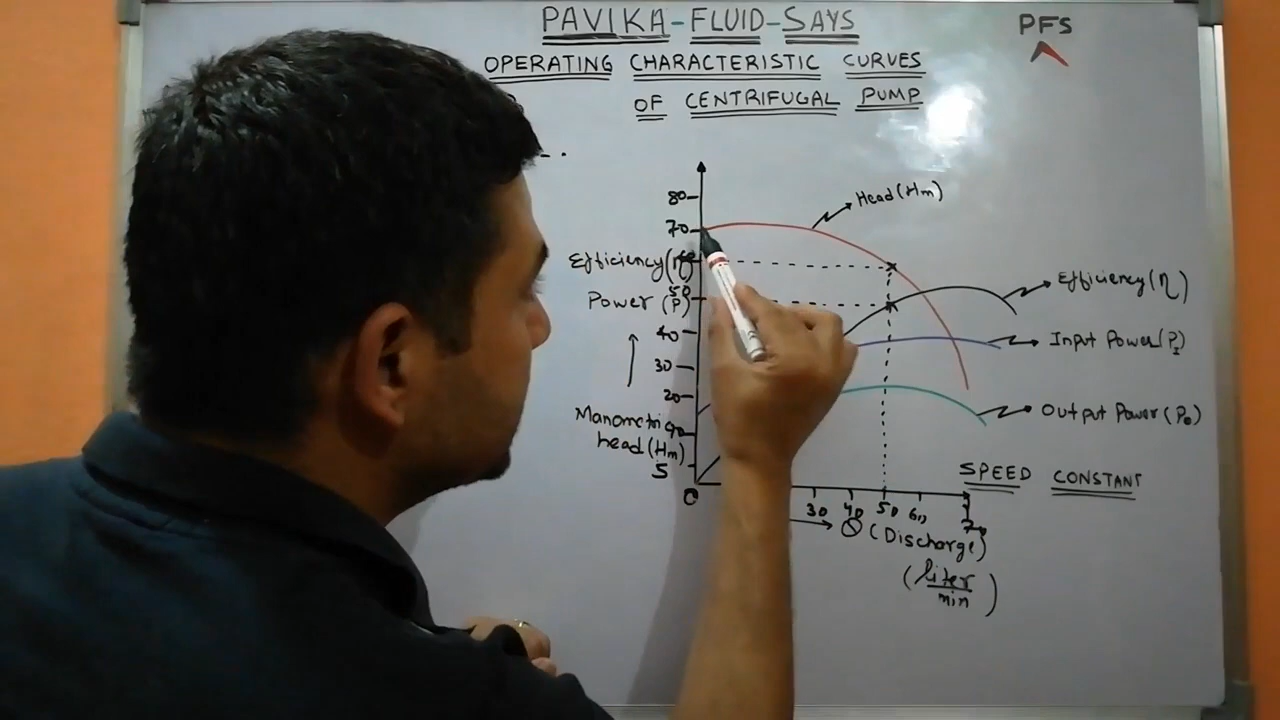 PAVIKA-FLUID-SAYS
PFS
OPERATING CHARACTERISTIC CURVES
OF CENTRIFUGAL PUMP
80
Head (Hm)
70
Efficiency (η)
50
Power (P)
Efficiency (η)
40
Input Power (PI)
30
20
Output Power (Po)
Manometric
head (Hm)
5
SPEED CONSTANT
0
30 40 50 60 70
Q (Discharge)
(liter/min)